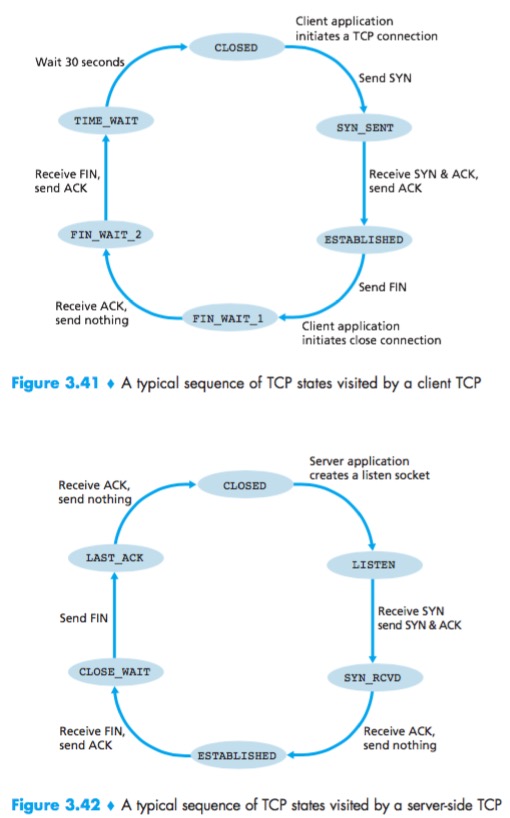 Client application
initiates a TCP connection
CLOSED
Wait 30 seconds
Send SYN
TIME_WAIT
SYN_SENT
Receive FIN,
send ACK
Receive SYN & ACK,
send ACK
FIN_WAIT_2
ESTABLISHED
Send FIN
Receive ACK,
send nothing
FIN_WAIT_1
Client application
initiates close connection
Figure 3.41 ♦ A typical sequence of TCP states visited by a client TCP
Server application
creates a listen socket
Receive ACK,
send nothing
CLOSED
LAST_ACK
LISTEN
Send FIN
Receive SYN
send SYN & ACK
CLOSE_WAIT
SYN_RCVD
Receive FIN,
send ACK
Receive ACK,
send nothing
ESTABLISHED
Figure 3.42 ♦ A typical sequence of TCP states visited by a server-side TCP